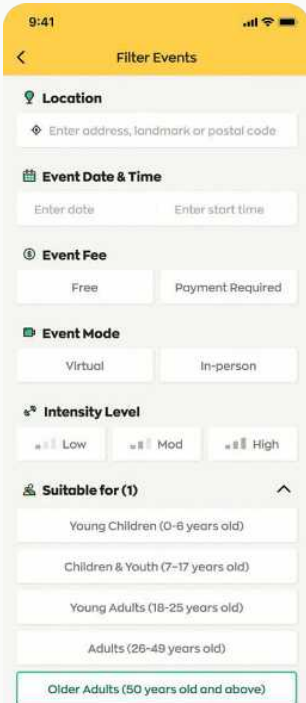 9:41
Filter Events
Location
Enter address, landmark or postal code
Event Date & Time
Enter date Enter start time
Event Fee
Free Payment Required
Event Mode
Virtual In-person
Intensity Level
Low Mod High
Suitable for (1)
Young Children (0-6 years old)
Children & Youth (7-17 years old)
Young Adults (18-25 years old)
Adults (26-49 years old)
Older Adults (50 years old and above)